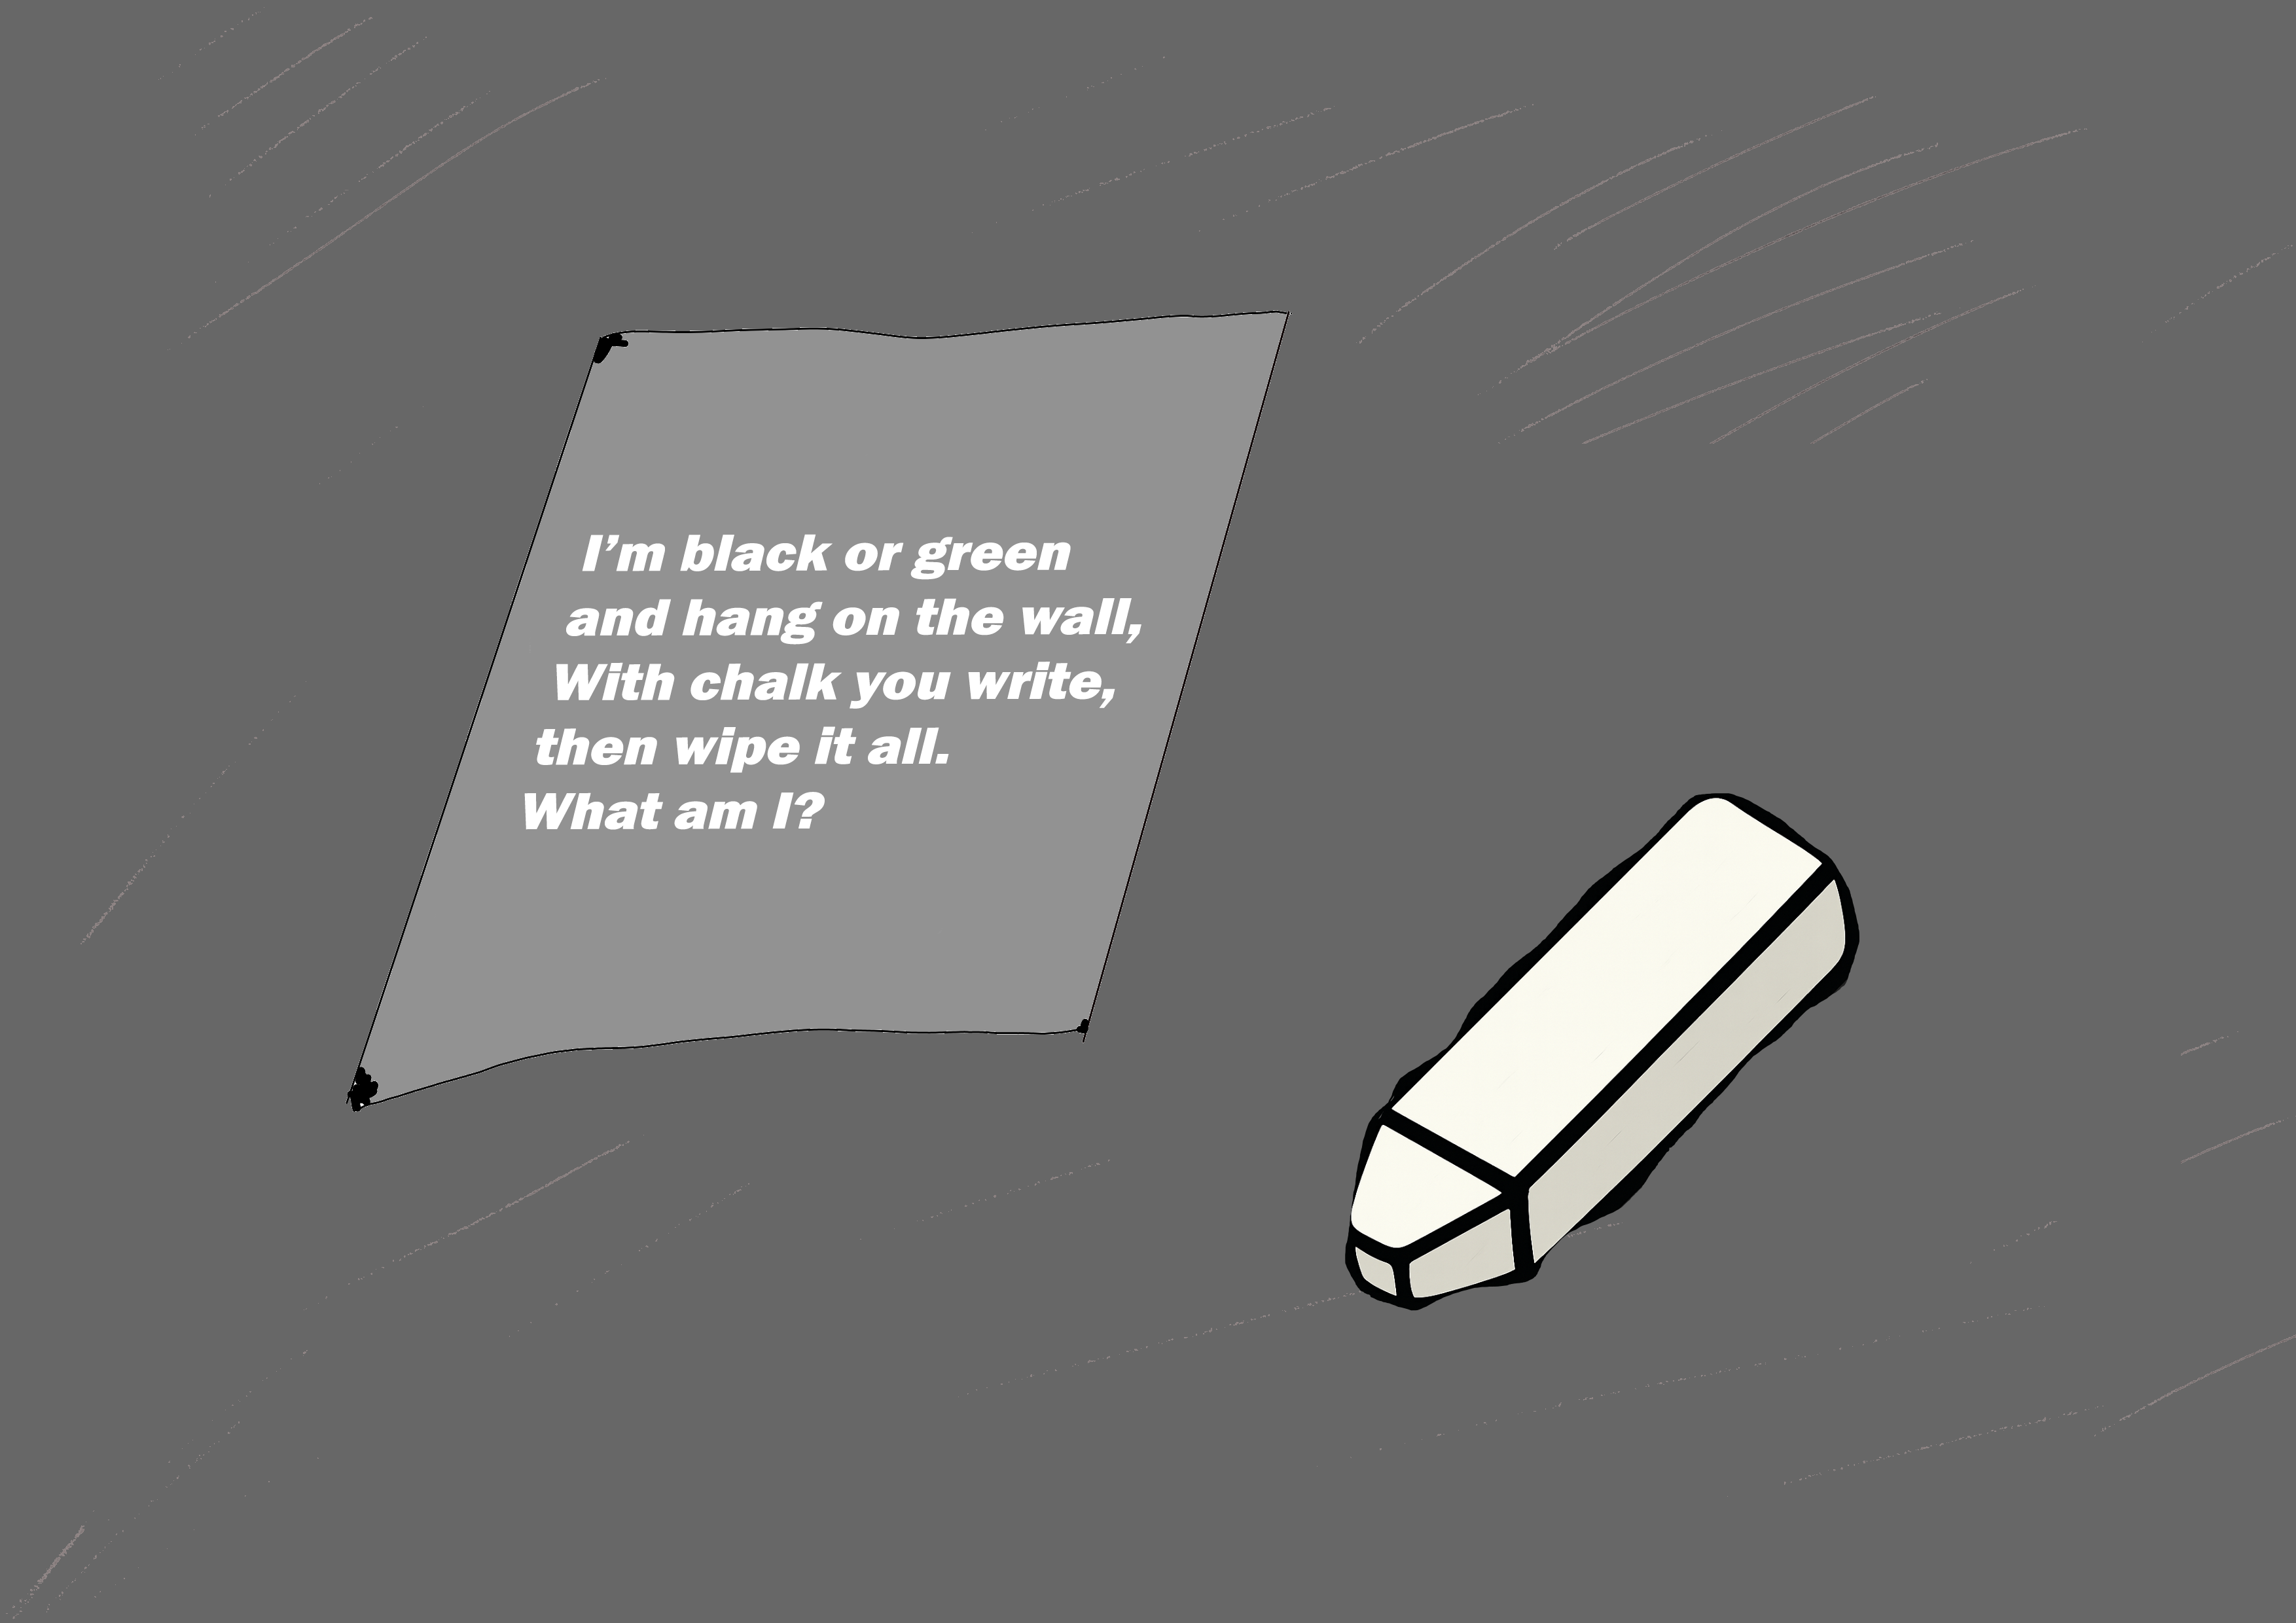 I'm black or green
and hang on the wall,
With chalk you write,
then wipe it all.
What am I?